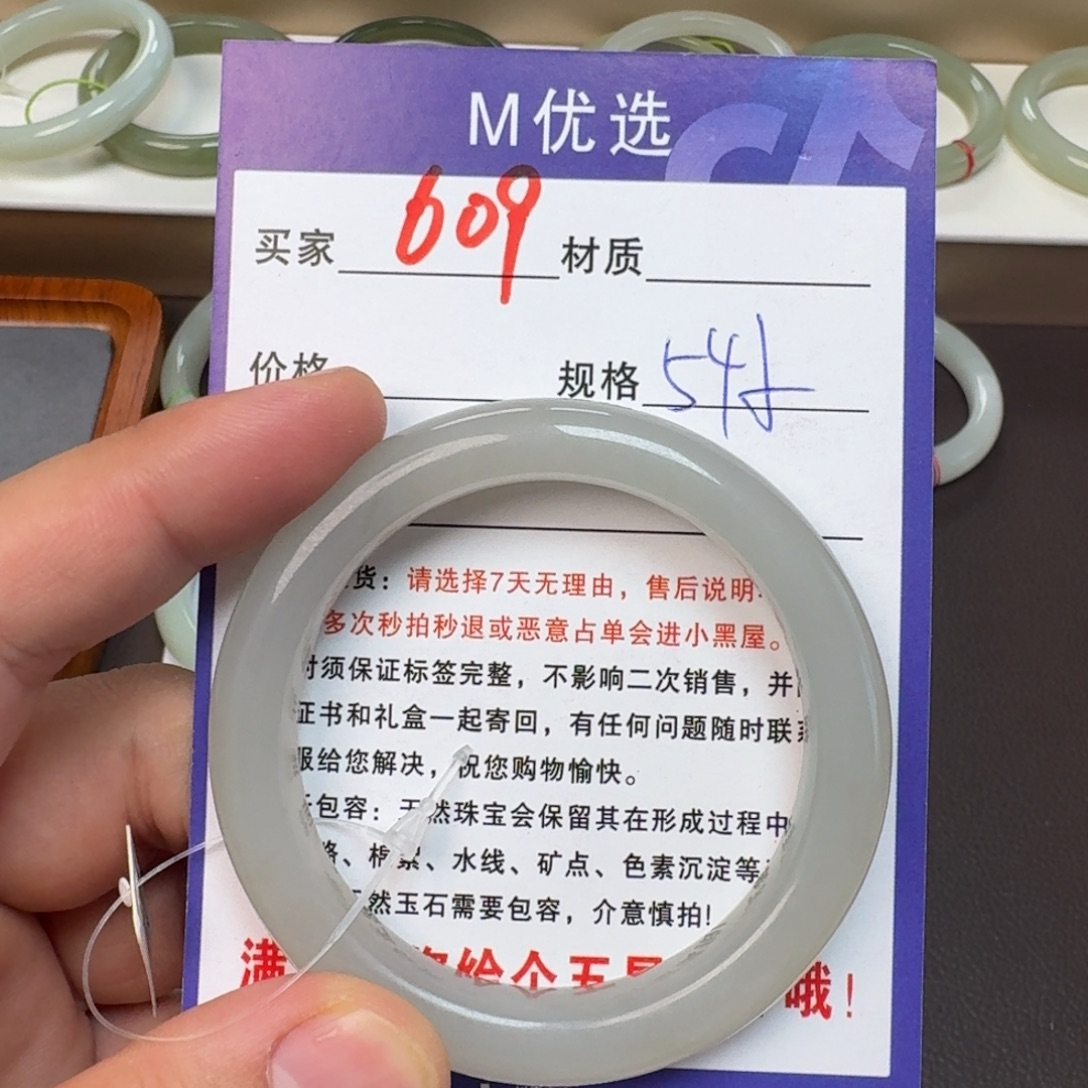 M优选
买家 609 材质
价格 规格 54
货：请选择7天无理由，售后说明
多次秒拍秒退或恶意占单会进小黑屋。
时须保证标签完整，不影响二次销售，并
证书和礼盒一起寄回，有任何问题随时联系
服给您解决，祝您购物愉快。
包容：天然珠宝会保留其在形成过程中
棉絮、水线、矿点、色素沉淀等
然玉石需要包容，介意慎拍！
满 给个五星 哦！